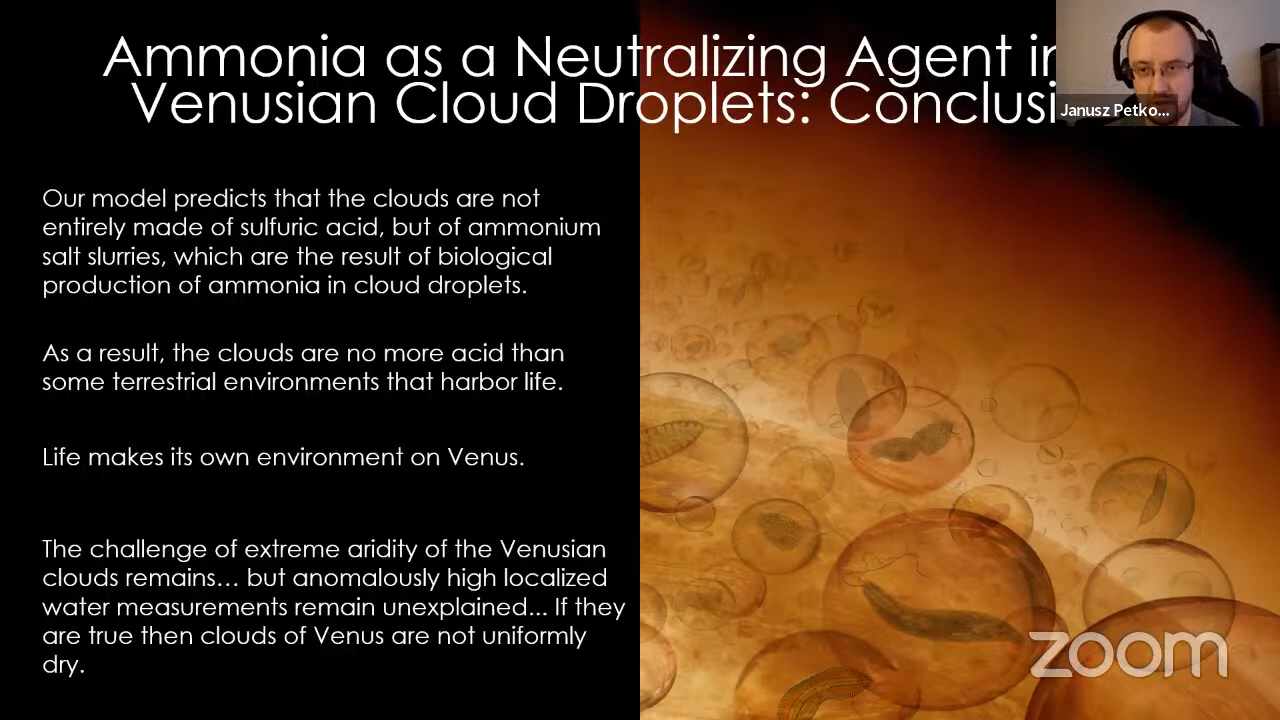 Ammonia as a Neutralizing Agent in
Venusian Cloud Droplets: Conclusi
Janusz Petko...
Our model predicts that the clouds are not
entirely made of sulfuric acid, but of ammonium
salt slurries, which are the result of biological
production of ammonia in cloud droplets.
As a result, the clouds are no more acid than
some terrestrial environments that harbor life.
Life makes its own environment on Venus.
The challenge of extreme aridity of the Venusian
clouds remains... but anomalously high localized
water measurements remain unexplained... If they
are true then clouds of Venus are not uniformly
dry.
zoom